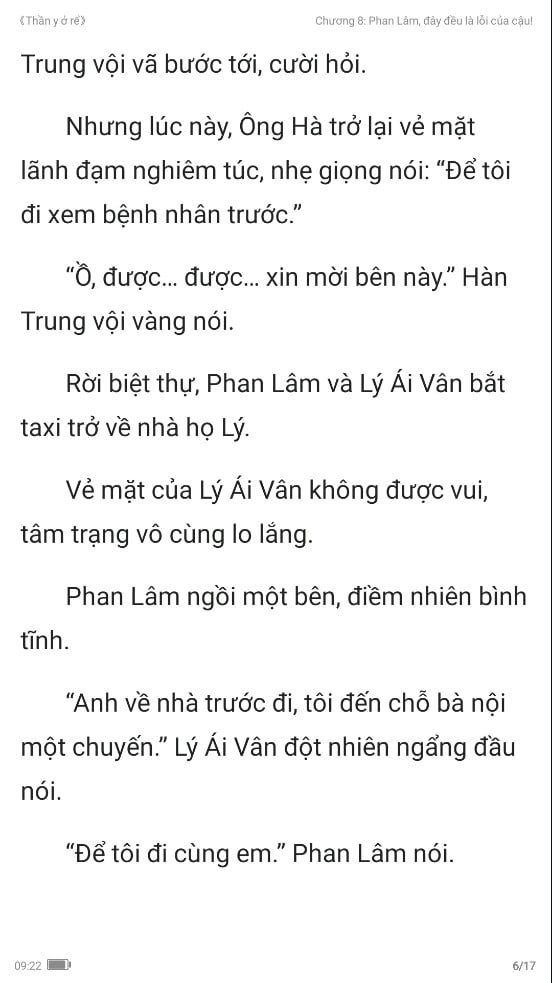 《Thần y ở rể》 Chương 8: Phan Lâm, đây đều là lỗi của cậu!
Trung vội vã bước tới, cười hỏi.
Nhưng lúc này, Ông Hà trở lại vẻ mặt
lãnh đạm nghiêm túc, nhẹ giọng nói: “Để tôi
đi xem bệnh nhân trước.”
“Ồ, được... được... xin mời bên này.” Hàn
Trung vội vàng nói.
Rời biệt thự, Phan Lâm và Lý Ái Vân bắt
taxi trở về nhà họ Lý.
Vẻ mặt của Lý Ái Vân không được vui,
tâm trạng vô cùng lo lắng.
Phan Lâm ngồi một bên, điềm nhiên bình
tĩnh.
“Anh về nhà trước đi, tôi đến chỗ bà nội
một chuyến.” Lý Ái Vân đột nhiên ngẩng đầu
nói.
“Để tôi đi cùng em.” Phan Lâm nói.
09:22 6/17